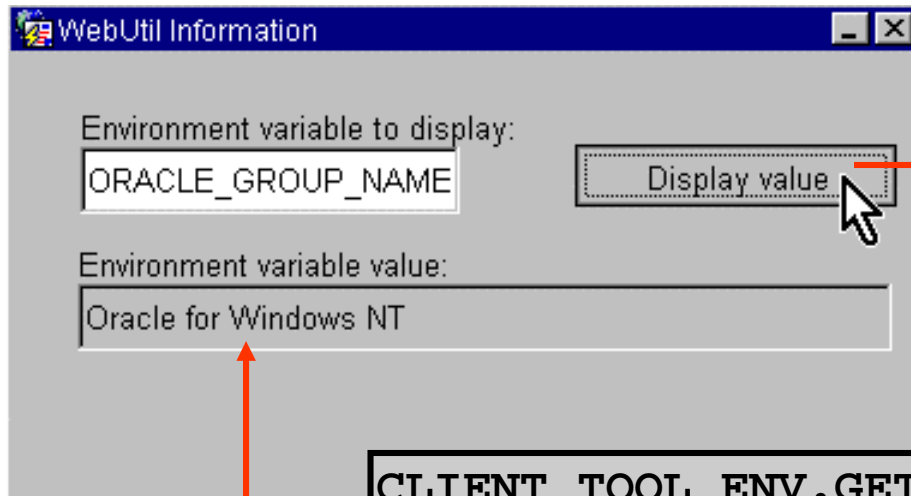 WebUtil Information
Environment variable to display:
ORACLE_GROUP_NAME
Display value
Environment variable value:
Oracle for Windows NT
CLIENT_TOOL_ENV.GET